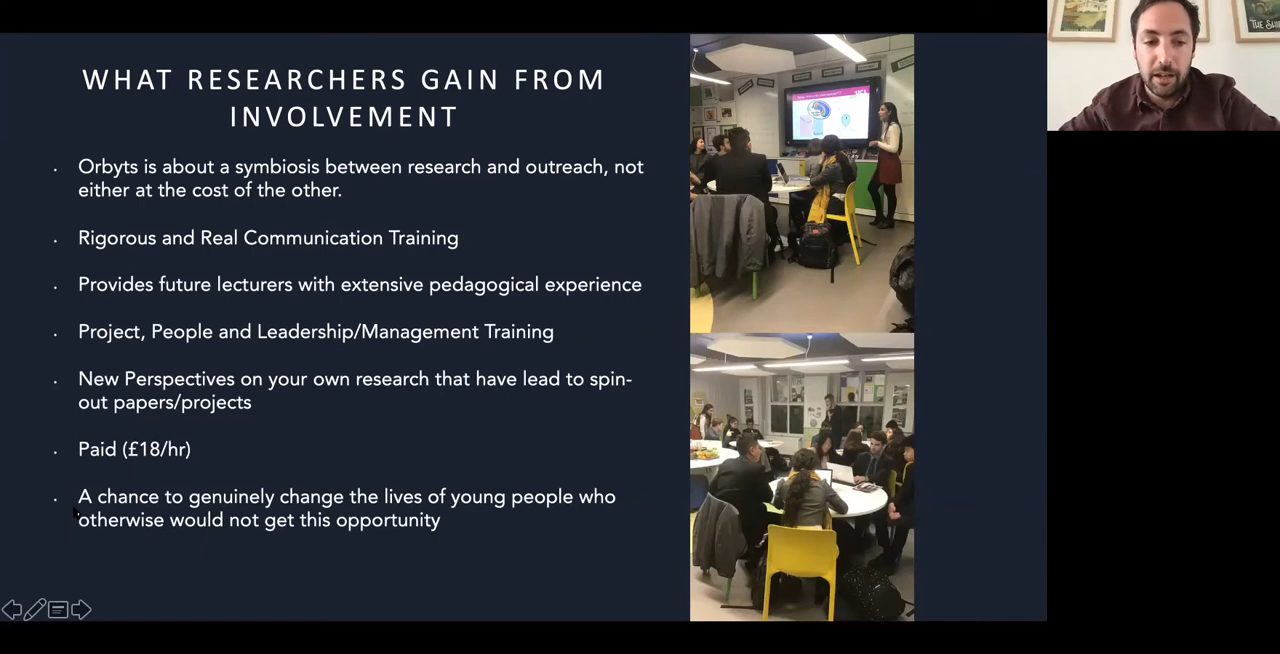 WHAT RESEARCHERS GAIN FROM
INVOLVEMENT
Orbyts is about a symbiosis between research and outreach, not
either at the cost of the other.
Rigorous and Real Communication Training
Provides future lecturers with extensive pedagogical experience
Project, People and Leadership/Management Training
New Perspectives on your own research that have lead to spin-
out papers/projects
Paid (£18/hr)
A chance to genuinely change the lives of young people who
otherwise would not get this opportunity
UCL
THE